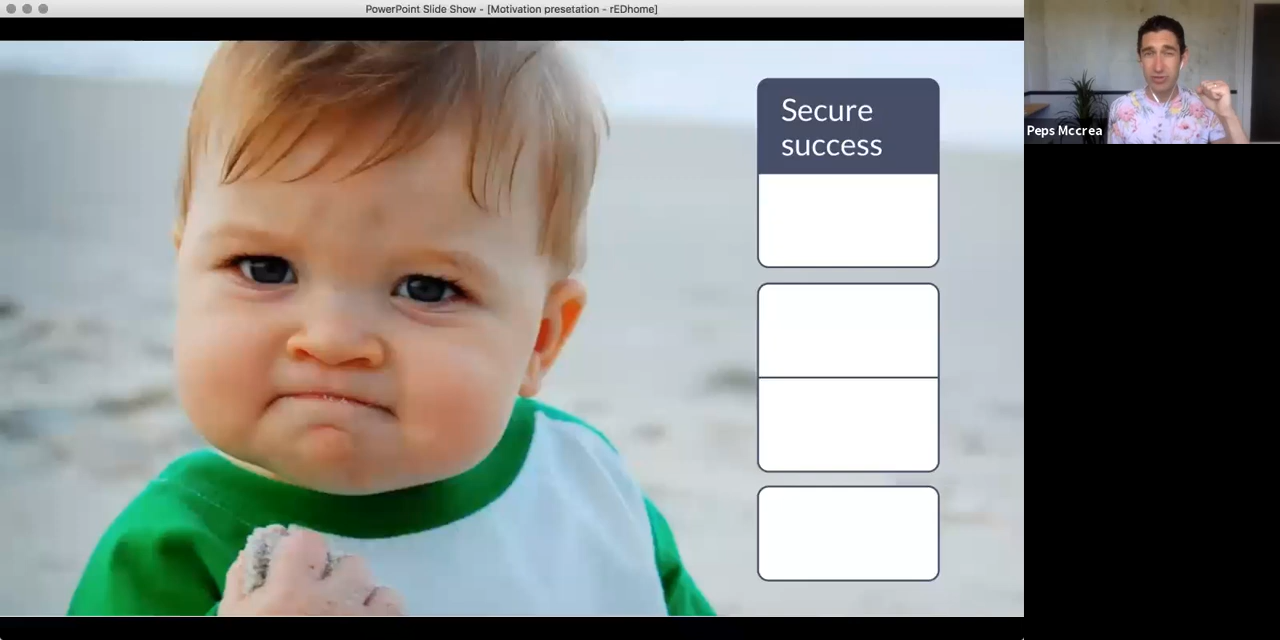 PowerPoint Slide Show - [Motivation presetation - rEDhome]
Secure
success
Peps Mccrea